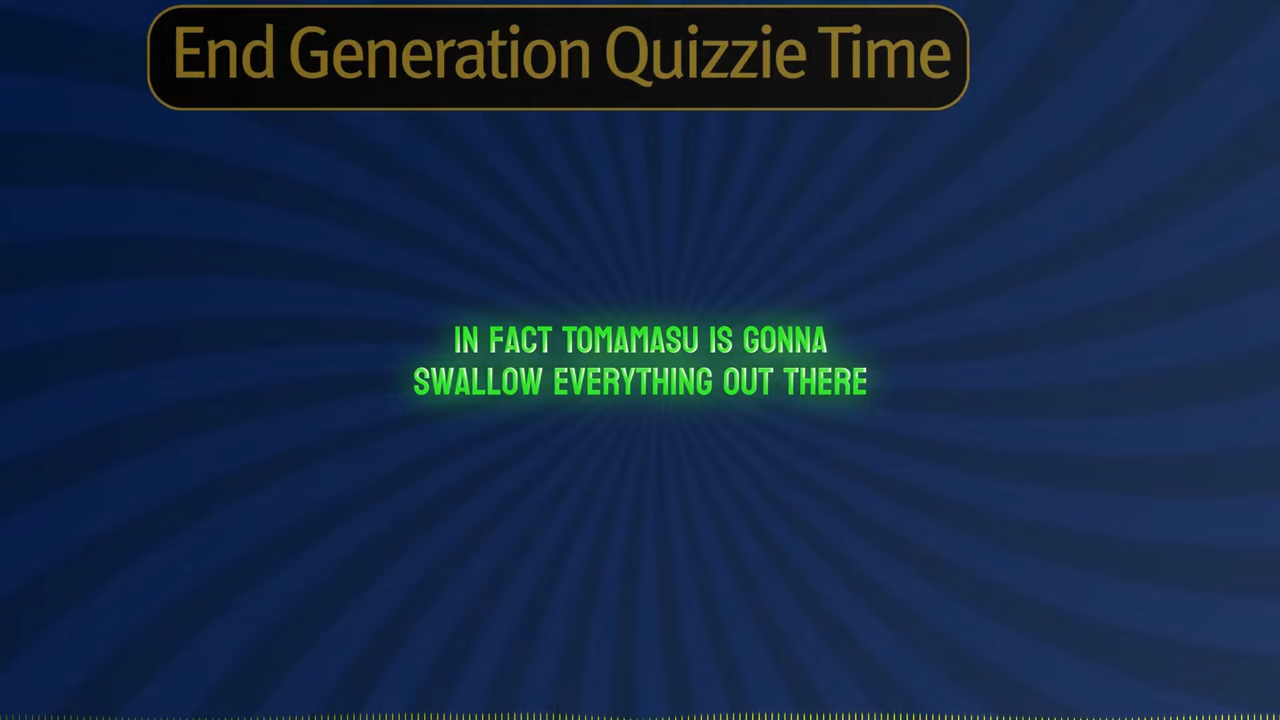 End Generation Quizzie Time
IN FACT TOMAMASU IS GONNA
SWALLOW EVERYTHING OUT THERE